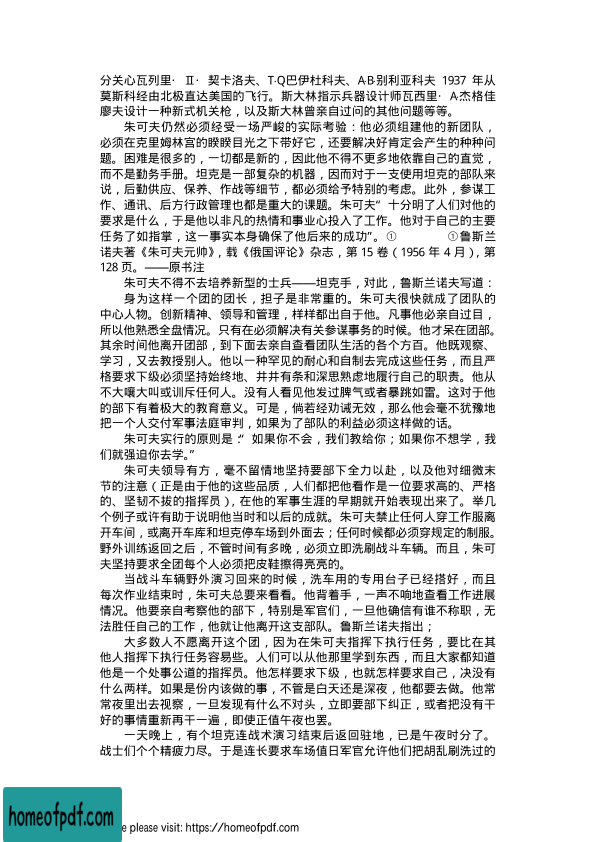 分关心瓦列里·Ⅱ·契卡洛夫、T·Q巴伊杜科夫、A·B·别利亚科夫 1937 年从
莫斯科经由北极直达美国的飞行。斯大林指示兵器设计师瓦西里·A·杰格佳
廖夫设计一种新式机关枪，以及斯大林曾亲自过问的其他问题等等。
朱可夫仍然必须经受一场严峻的实际考验：他必须组建他的新团队，
必须在克里姆林宫的睽睽目光之下带好它，还要解决好肯定会产生的种种问
题。困难是很多的，一切都是新的，因此他不得不更多地依靠自己的直觉，
而不是勤务手册。坦克是一部复杂的机器，因而对于一支使用坦克的部队来
说，后勤供应、保养、作战等细节，都必须给予特别的考虑。此外，参谋工
作、通讯、后方行政管理也都是重大的课题。朱可夫“十分明了人们对他的
要求是什么，于是他以非凡的热情和事业心投入了工作。他对于自己的主要
任务了如指掌，这一事实本身确保了他后来的成功”。① ①鲁斯兰
诺夫著《朱可夫元帅》，载《俄国评论》杂志，第 15 卷（1956 年 4 月），第
128 页。——原书注
朱可夫不得不去培养新型的士兵——坦克手，对此，鲁斯兰诺夫写道：
身为这样一个团的团长，担子是非常重的。朱可夫很快就成了团队的
中心人物。创新精神、领导和管理，样样都出自于他。凡事他必亲自过目，
所以他熟悉全盘情况。只有在必须解决有关参谋事务的时候。他才呆在团部。
其余时间他离开团部，到下面去亲自查看团队生活的各个方百。他既观察、
学习，又去教授别人。他以一种罕见的耐心和自制去完成这些任务，而且严
格要求下级必须坚持始终地、井井有条和深思熟虑地履行自己的职责。他从
不大嚷大叫或训斥任何人。没有人看见他发过脾气或者暴跳如雷。这对于他
的部下有着极大的教育意义。可是，倘若经劝诫无效，那么他会毫不犹豫地
把一个人交付军事法庭审判，如果为了部队的利益必须这样做的话。
朱可夫实行的原则是：“如果你不会，我们教给你；如果你不想学，我
们就强迫你去学。”
朱可夫领导有方，毫不留情地坚持要部下全力以赴，以及他对细微末
节的注意（正是由于他的这些品质，人们都把他看作是一位要求高的、严格
的、坚韧不拔的指挥员），在他的军事生涯的早期就开始表现出来了。举几
个例子或许有助于说明他当时和以后的成就。朱可夫禁止任何人穿工作服离
开车间，或离开车库和坦克停车场到外面去；任何时候都必须穿规定的制服。
野外训练返回之后，不管时间有多晚，必须立即洗刷战斗车辆。而且，朱可
夫坚持要求全团每个人必须把皮鞋擦得亮亮的。
当战斗车辆野外演习回来的时候，洗车用的专用台子已经搭好，而且
每次作业结束时，朱可夫总要来看看。他背着手，一声不响地查看工作进展
情况。他要亲自考察他的部下，特别是军官们，一旦他确信有谁不称职，无
法胜任自己的工作，他就让他离开这支部队。鲁斯兰诺夫指出；
大多数人不愿离开这个团，因为在朱可夫指挥下执行任务，要比在其
他人指挥下执行任务容易些。人们可以从他那里学到东西，而且大家都知道
他是一个处事公道的指挥员。他怎样要求下级，也就怎样要求自己，决没有
什么两样。如果是份内该做的事，不管是白天还是深夜，他都要去做。他常
常夜里出去视察，一旦发现有什么不对头，立即要部下纠正，或者把没有干
好的事情重新再干一遍，即使正值午夜也罢。
一天晚上，有个坦克连战术演习结束后返回驻地，已是午夜时分了。
战士们个个精疲力尽。于是连长要求车场值日军官允许他们把胡乱刷洗过的
homeofpdf.com
e please visit: https://homeofpdf.com